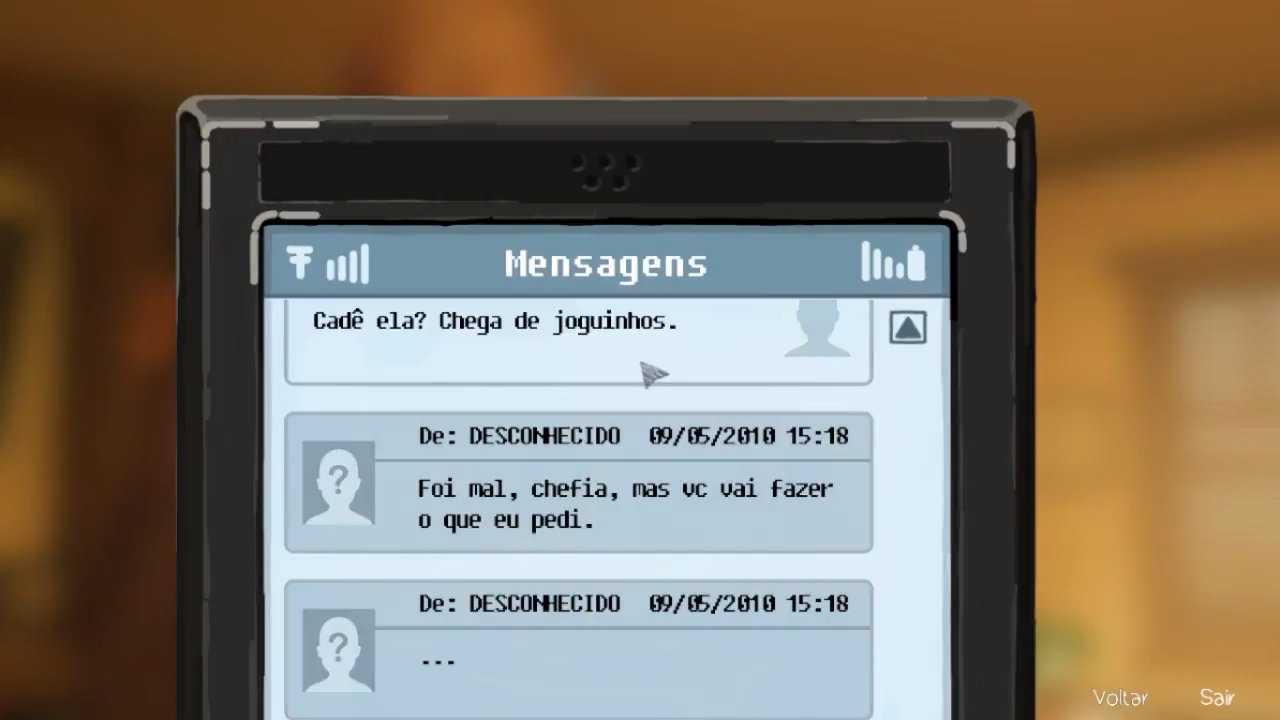 Mensagens
Cadê ela? Chega de joguinhos.
De: DESCONHECIDO 09/05/2010 15:18
Foi mal, chefia, mas vc vai fazer
o que eu pedi.
De: DESCONHECIDO 09/05/2010 15:18
---
Voltar Sair